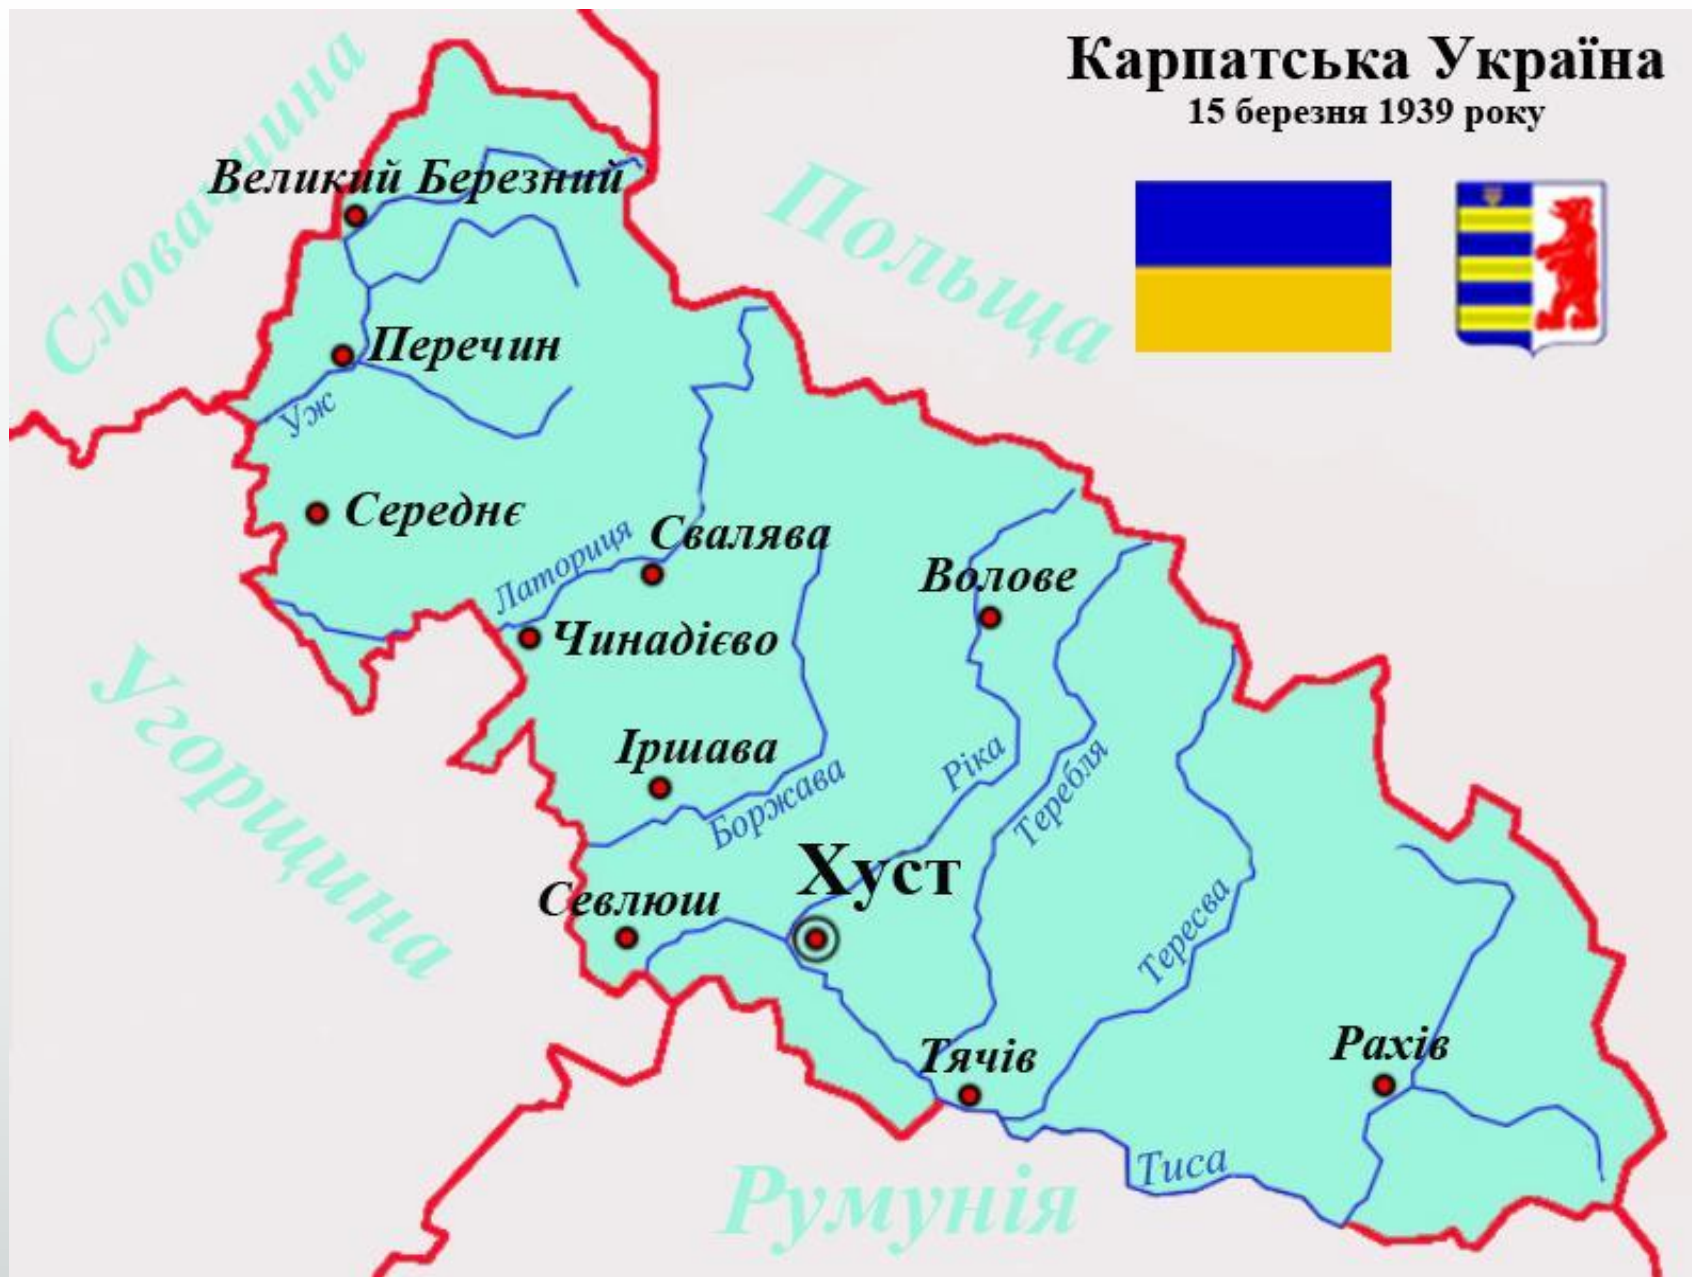 Карпатська Україна
15 березня 1939 року
Словаччина
Польща
Великий Березний
Перечин
Уж
Середнє
Латориця
Свалява
Волове
Чинадієво
Угорщина
Іршава
Боржава
Ріка
Теребля
Хуст
Севлюш
Тересва
Тячів
Рахів
Тиса
Румунія